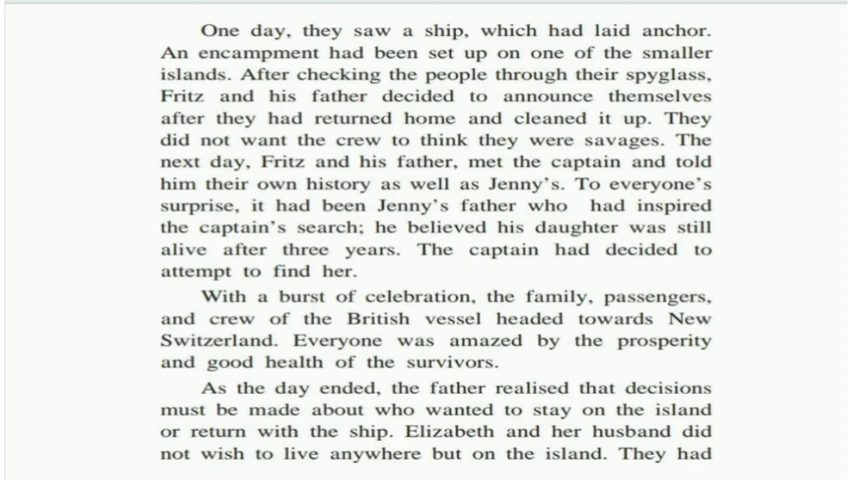 One day, they saw a ship, which had laid anchor.
An encampment had been set up on one of the smaller
islands. After checking the people through their spyglass,
Fritz and his father decided to announce themselves
after they had returned home and cleaned it up. They
did not want the crew to think they were savages. The
next day, Fritz and his father, met the captain and told
him their own history as well as Jenny's. To everyone's
surprise, it had been Jenny's father who had inspired
the captain's search; he believed his daughter was still
alive after three years. The captain had decided to
attempt to find her.
With a burst of celebration, the family, passengers,
and crew of the British vessel headed towards New
Switzerland. Everyone was amazed by the prosperity
and good health of the survivors.
As the day ended, the father realised that decisions
must be made about who wanted to stay on the island
or return with the ship. Elizabeth and her husband did
not wish to live anywhere but on the island. They had